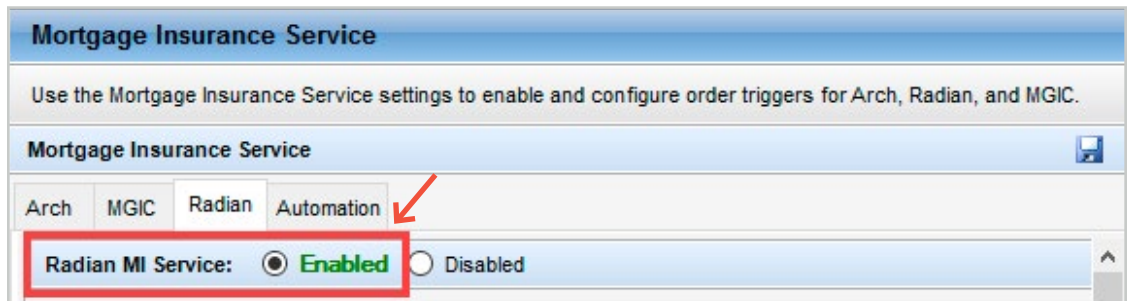 Mortgage Insurance Service
Use the Mortgage Insurance Service settings to enable and configure order triggers for Arch, Radian, and MGIC.
Mortgage Insurance Service
Arch MGIC Radian Automation
Radian MI Service: Enabled Disabled